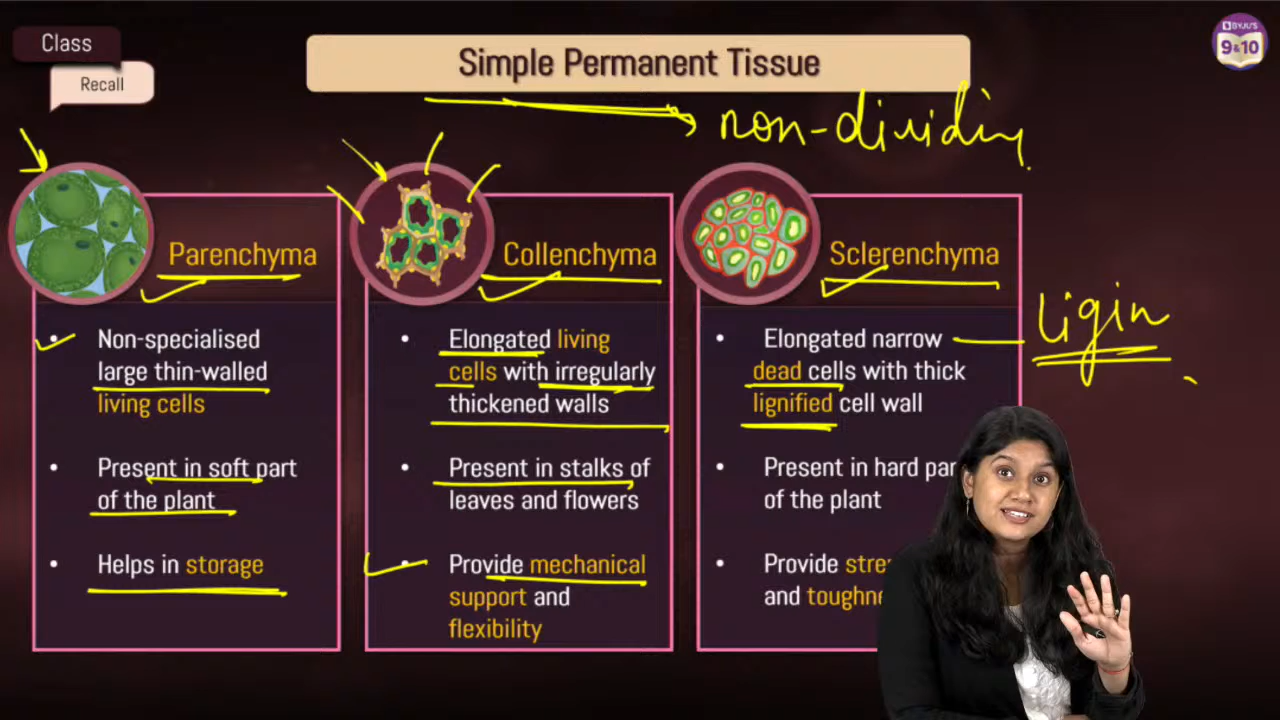 Class
Recall
Simple Permanent Tissue
BYJU'S
9&10
non-dividing
Parenchyma
Non-specialised
large thin-walled
living cells
Present in soft part
of the plant
Helps in storage
Collenchyma
Elongated living
cells with irregularly
thickened walls
Present in stalks of
leaves and flowers
Provide mechanical
support and
flexibility
Sclerenchyma
Elongated narrow
dead cells with thick
lignified cell wall
Present in hard par
of the plant
Provide stre
and toughne
Ligin